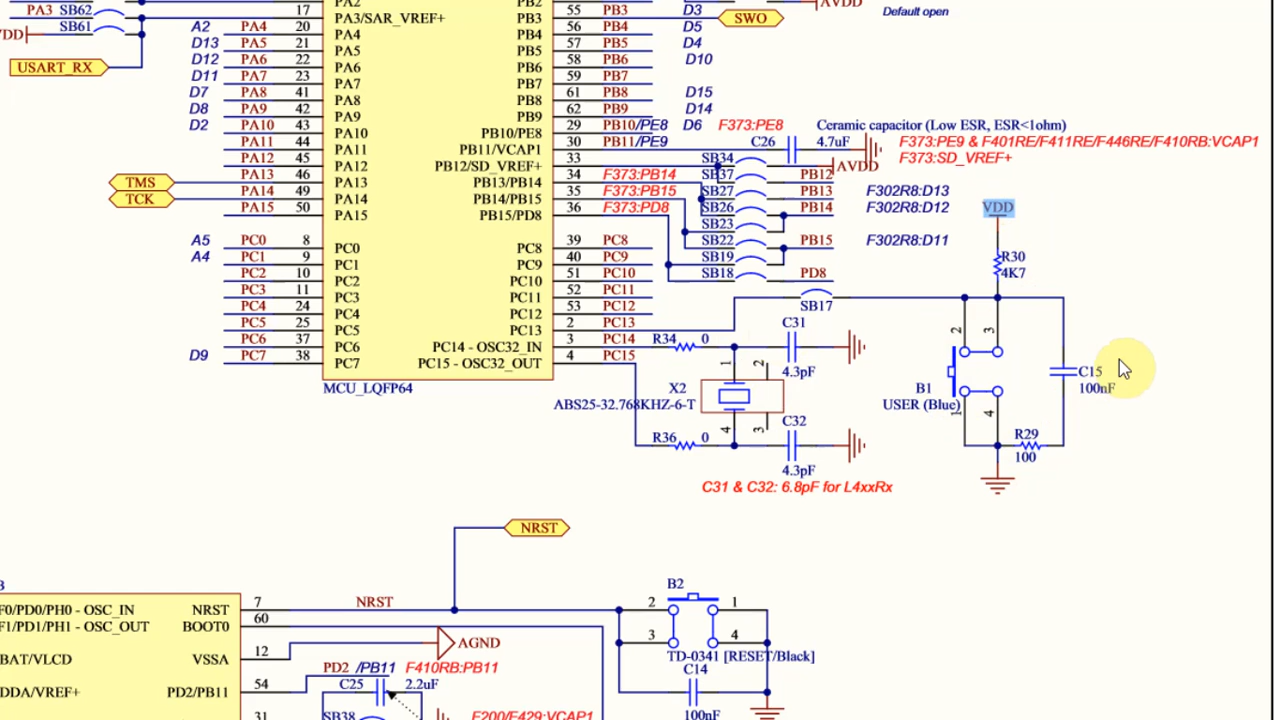 PA2
PB2
AVDD
Default open
PA3 SB62 17 PA3/SAR_VREF+ PB3 55 PB3 D3 SWO
VDD SB61 A2 PA4 20 PA4 PB4 56 PB4 D5
D13 PA5 21 PA5 PB5 57 PB5 D4
USART_RX D12 PA6 22 PA6 PB6 58 PB6 D10
D11 PA7 23 PA7 PB7 59 PB7
D7 PA8 41 PA8 PB8 61 PB8 D15
D8 PA9 42 PA9 PB9 62 PB9 D14
D2 PA10 43 PA10 PB10/PE8 29 PB10/PE8 D6 F373:PE8 Ceramic capacitor (Low ESR, ESR<1ohm)
PA11 44 PA11 PB11/VCAP1 30 PB11/PE9 C26 4.7uF F373:PE9 & F401RE/F411RE/F446RE/F410RB:VCAP1
PA12 45 PA12 PB12/SD_VREF+ 33 SB34 AVDD F373:SD_VREF+
TMS PA13 46 PA13 PB13/PB14 34 F373:PB14 SB37 PB12
TCK PA14 49 PA14 PB14/PB15 35 F373:PB15 SB27 PB13 F302R8:D13
PA15 50 PA15 PB15/PD8 36 F373:PD8 SB26 PB14 F302R8:D12 VDD
SB23
A5 PC0 8 PC0 PC8 39 PC8 SB22 PB15 F302R8:D11
A4 PC1 9 PC1 PC9 40 PC9 SB19 R30
PC2 10 PC2 PC10 51 PC10 SB18 PD8 4K7
PC3 11 PC3 PC11 52 PC11
PC4 24 PC4 PC12 53 PC12 SB17
PC5 25 PC5 PC13 2 PC13 C31 2 3
PC6 37 PC6 PC14 - OSC32_IN 3 PC14 R34 0
D9 PC7 38 PC7 PC15 - OSC32_OUT 4 PC15 1 2 4.3pF C15
MCU_LQFP64 X2 B1 100nF
ABS25-32.768KHZ-6-T USER (Blue) 1 4
C32
4 3
R36 0 R29
4.3pF 100
C31 & C32: 6.8pF for L4xxRx
NRST
B2
F0/PD0/PH0 - OSC_IN NRST 7 NRST 2 1
F1/PD1/PH1 - OSC_OUT BOOT0 60
BAT/VLCD VSSA 12 AGND 3 4
TD-0341 [RESET/Black]
PD2 /PB11 F410RB:PB11 C14
DDA/VREF+ PD2/PB11 54 C25 2.2uF
31 SB38 100nF